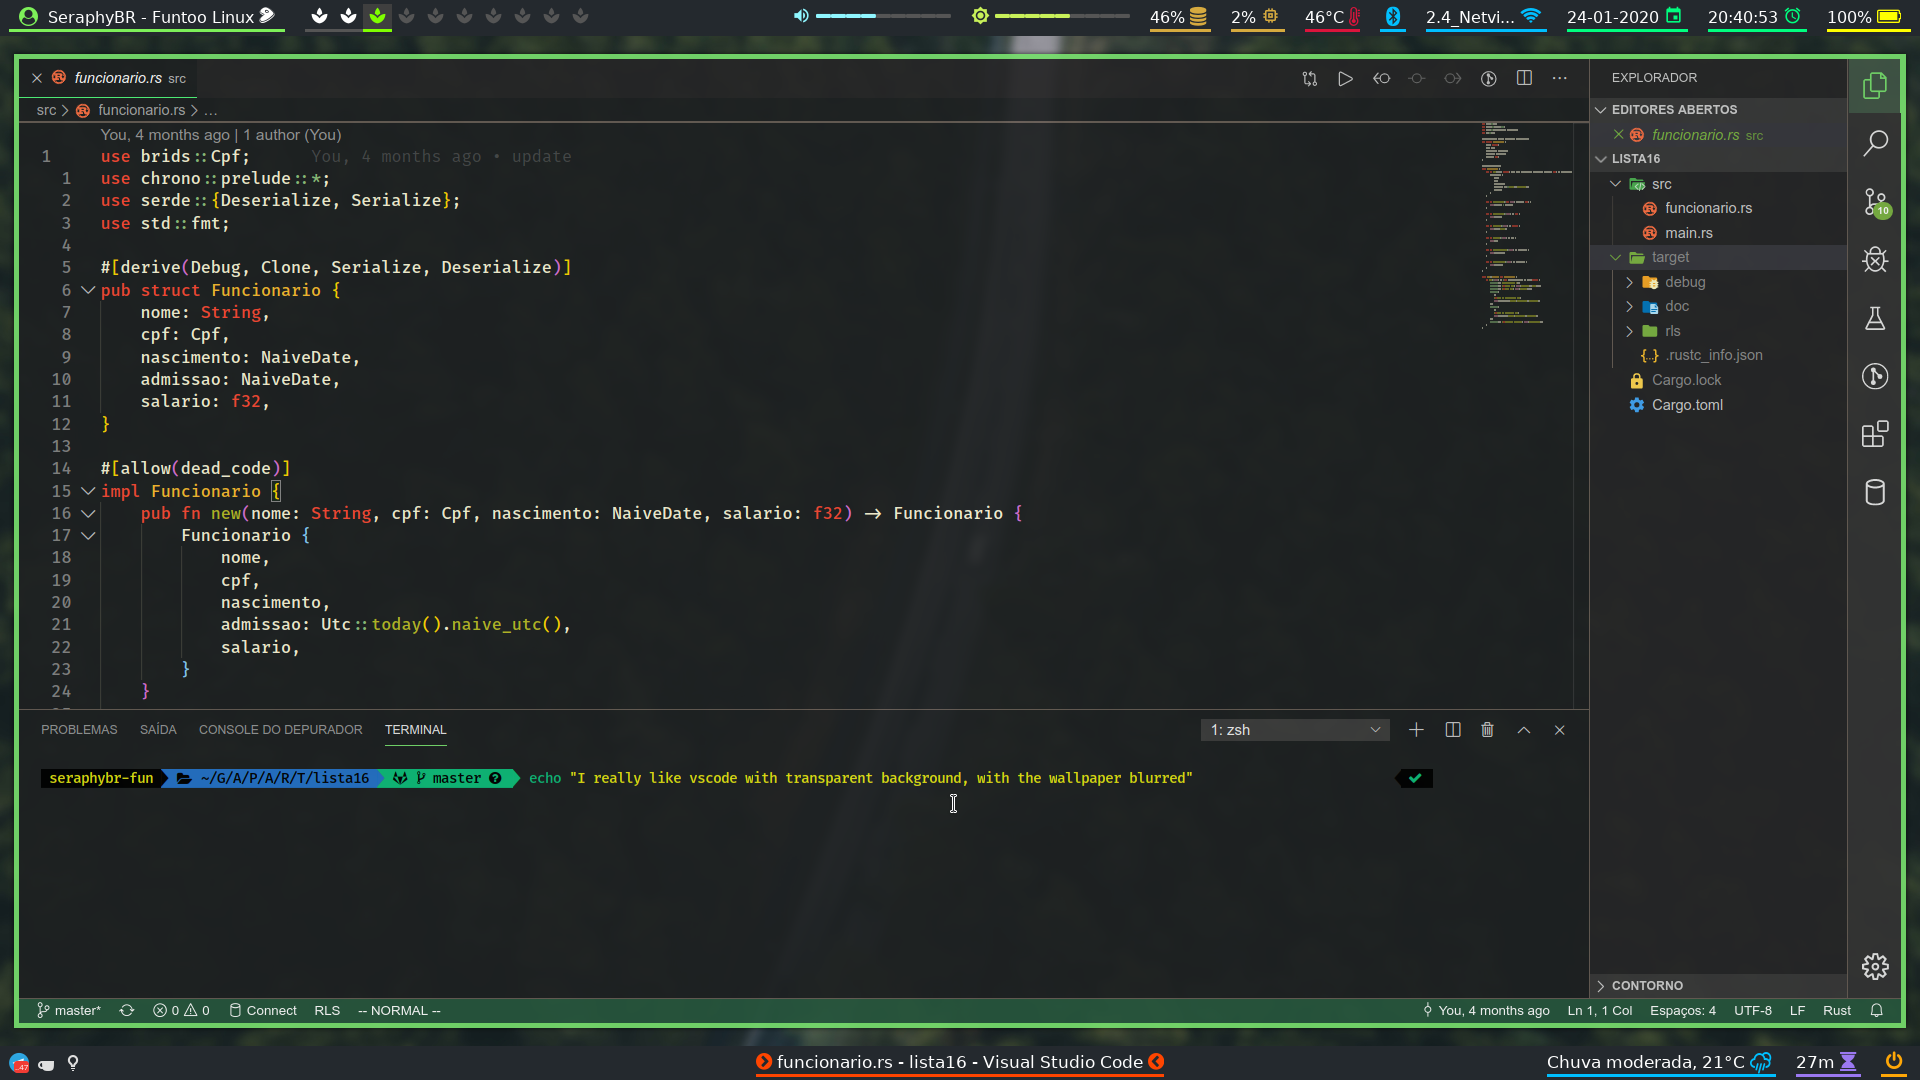 SeraphyBR - Funtoo Linux
46% 2% 46°C 2.4_Netvi... 24-01-2020 20:40:53 100%
funcionario.rs src
src > funcionario.rs > ...
You, 4 months ago | 1 author (You)
1 use brids::Cpf; You, 4 months ago • update
1 use chrono::prelude::*;
2 use serde::{Deserialize, Serialize};
3 use std::fmt;
4
5 #[derive(Debug, Clone, Serialize, Deserialize)]
6 pub struct Funcionario {
7 nome: String,
8 cpf: Cpf,
9 nascimento: NaiveDate,
10 admissao: NaiveDate,
11 salario: f32,
12 }
13
14 #[allow(dead_code)]
15 impl Funcionario {
16 pub fn new(nome: String, cpf: Cpf, nascimento: NaiveDate, salario: f32) -> Funcionario {
17 Funcionario {
18 nome,
19 cpf,
20 nascimento,
21 admissao: Utc::today().naive_utc(),
22 salario,
23 }
24 }
PROBLEMAS SAÍDA CONSOLE DO DEPURADOR TERMINAL
1: zsh
seraphybr-fun ~/G/A/P/A/R/T/lista16 master ? echo "I really like vscode with transparent background, with the wallpaper blurred"
EXPLORADOR
EDITORES ABERTOS
funcionario.rs src
LISTA16
src
funcionario.rs
main.rs
target
debug
doc
rls
{..} .rustc_info.json
Cargo.lock
Cargo.toml
10
CONTORNO
master* 0 0 Connect RLS -- NORMAL --
You, 4 months ago Ln 1, 1 Col Espaços: 4 UTF-8 LF Rust
funcionario.rs - lista16 - Visual Studio Code
Chuva moderada, 21°C 27m